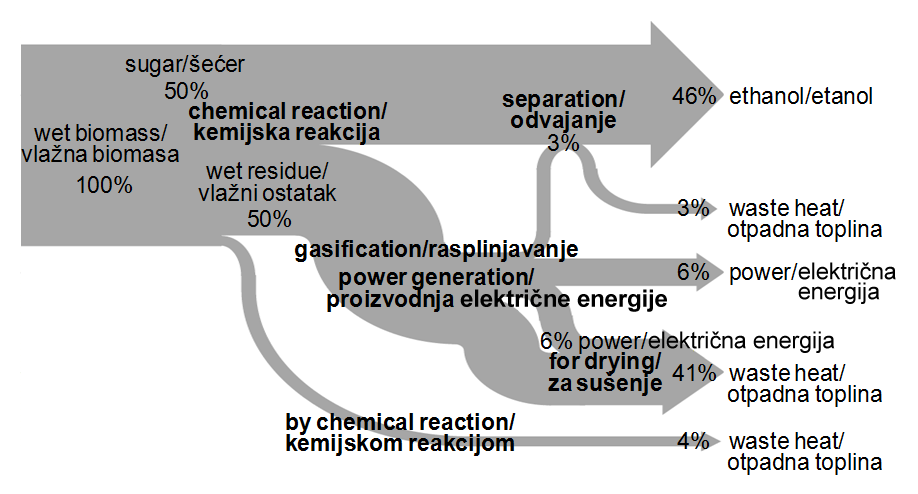 sugar/šećer
50%
chemical reaction/
kemijska reakcija
separation/
odvajanje
3%
46% ethanol/etanol
wet biomass/
vlažna biomasa
100%
wet residue/
vlažni ostatak
50%
3% waste heat/
otpadna toplina
gasification/rasplinjavanje
power generation/
proizvodnja električne energije
6% power/električna
energija
6% power/električna energija
for drying/
za sušenje
41% waste heat/
otpadna toplina
by chemical reaction/
kemijskom reakcijom
4% waste heat/
otpadna toplina